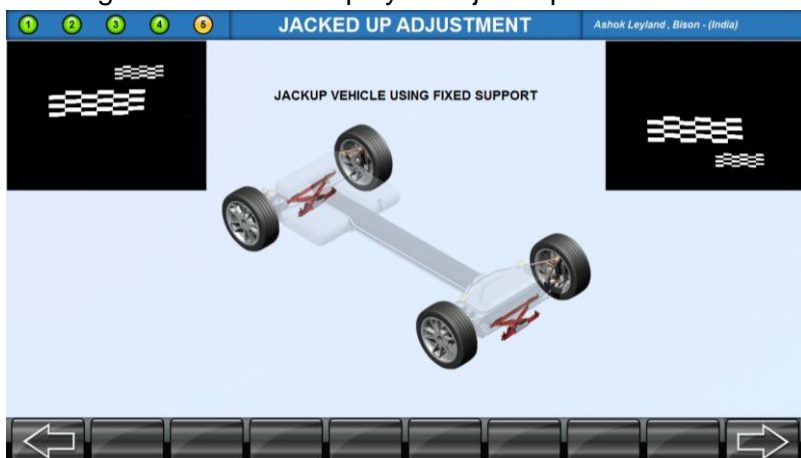 1 2 3 4 5 JACKED UP ADJUSTMENT Ashok Leyland , Bison - (India)
JACKUP VEHICLE USING FIXED SUPPORT